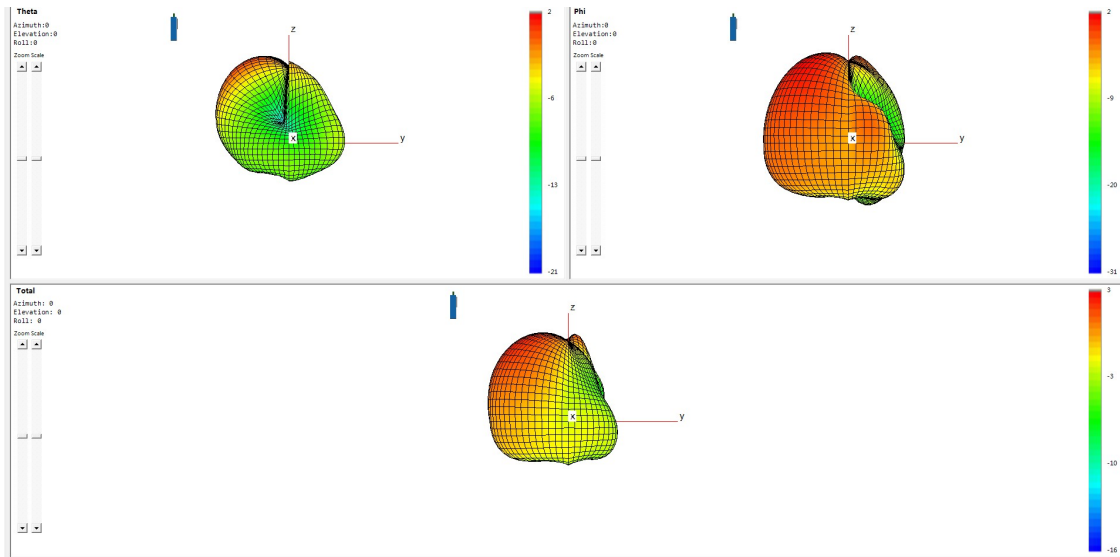 Theta
Azimuth:0
Elevation:0
Roll:0
Zoom Scale
z
x
y
2
-6
-13
-21
Phi
Azimuth:0
Elevation:0
Roll:0
Zoom Scale
z
x
y
2
-9
-20
-31
Total
Azimuth: 0
Elevation: 0
Roll: 0
Zoom Scale
z
x
y
3
-3
-10
-16